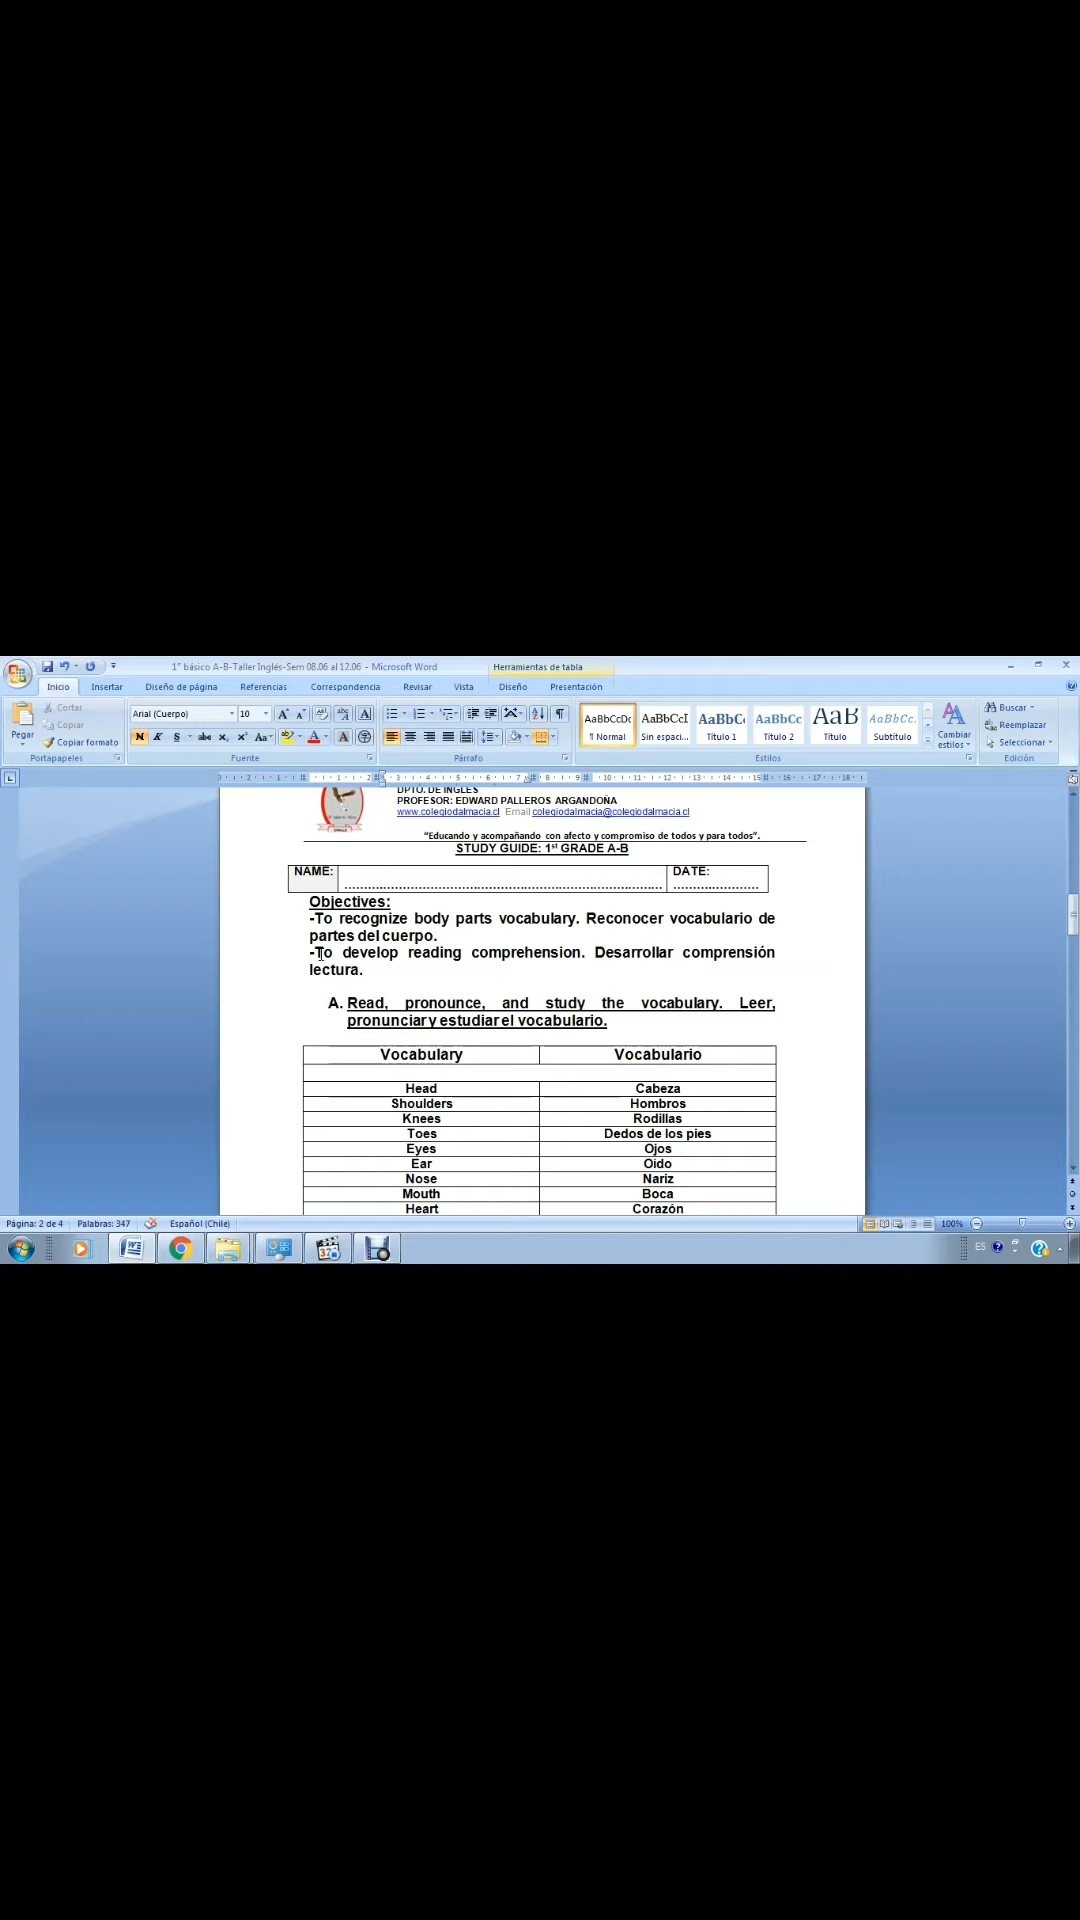 1° básico A-B-Taller Inglés-Sem 08.06 al 12.06 - Microsoft Word
Herramientas de tabla
Inicio Insertar Diseño de página Referencias Correspondencia Revisar Vista Diseño Presentación
Pegar
Cortar
Copiar
Copiar formato
Portapapeles
Arial (Cuerpo) 10
N K S abc x₂ x² Aa
Fuente
Párrafo
AaBbCcDc AaBbCcI AaBbC AaBbCc AaB AaBbCc.
¶ Normal Sin espaci... Título 1 Título 2 Título Subtítulo
Estilos
Cambiar estilos
Buscar
Reemplazar
Seleccionar
Edición
DPTO. DE INGLES
PROFESOR: EDWARD PALLEROS ARGANDOÑA
www.colegiodalmacia.cl Email colegiodalmacia@colegiodalmacia.cl
“Educando y acompañando con afecto y compromiso de todos y para todos”.
STUDY GUIDE: 1st GRADE A-B
NAME: DATE:
Objectives:
-To recognize body parts vocabulary. Reconocer vocabulario de
partes del cuerpo.
-To develop reading comprehension. Desarrollar comprensión
lectura.
A. Read, pronounce, and study the vocabulary. Leer,
pronunciar y estudiar el vocabulario.
Vocabulary Vocabulario
Head Cabeza
Shoulders Hombros
Knees Rodillas
Toes Dedos de los pies
Eyes Ojos
Ear Oido
Nose Nariz
Mouth Boca
Heart Corazón
Página: 2 de 4 Palabras: 347 Español (Chile) 100%
ES